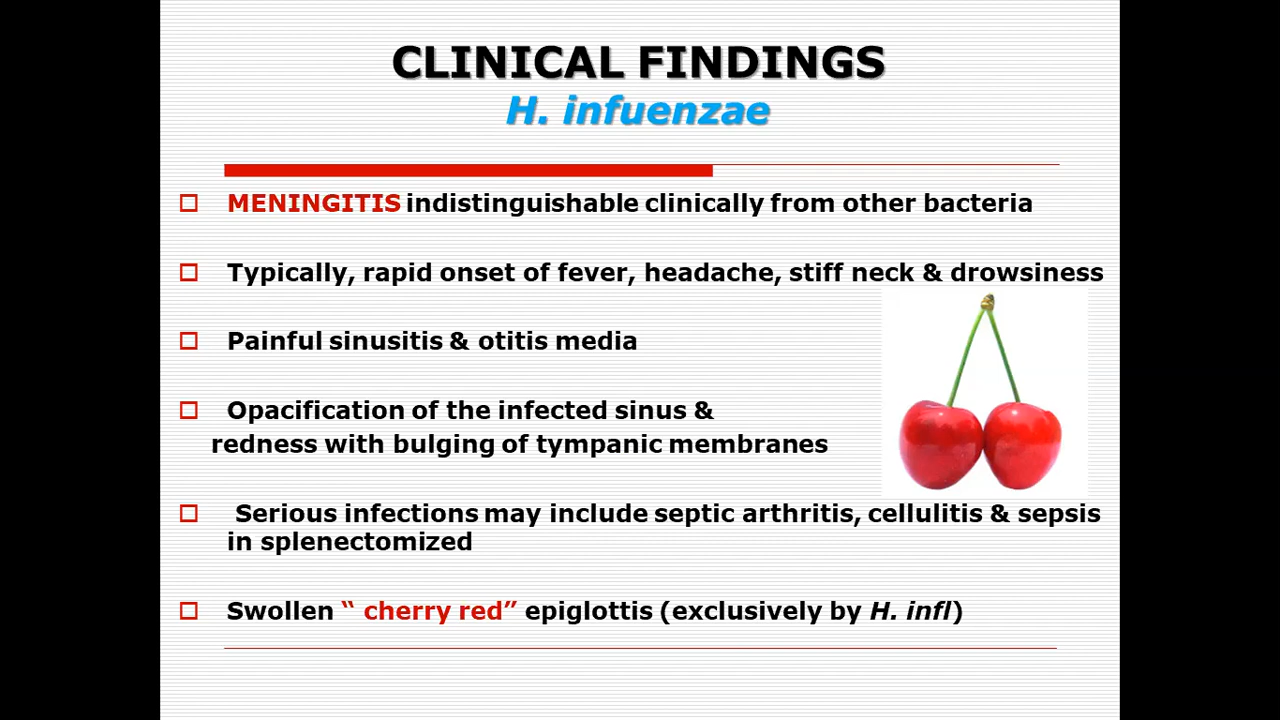 CLINICAL FINDINGS
H. infuenzae
MENINGITIS indistinguishable clinically from other bacteria
Typically, rapid onset of fever, headache, stiff neck & drowsiness
Painful sinusitis & otitis media
Opacification of the infected sinus &
redness with bulging of tympanic membranes
Serious infections may include septic arthritis, cellulitis & sepsis
in splenectomized
Swollen “ cherry red” epiglottis (exclusively by H. infl)